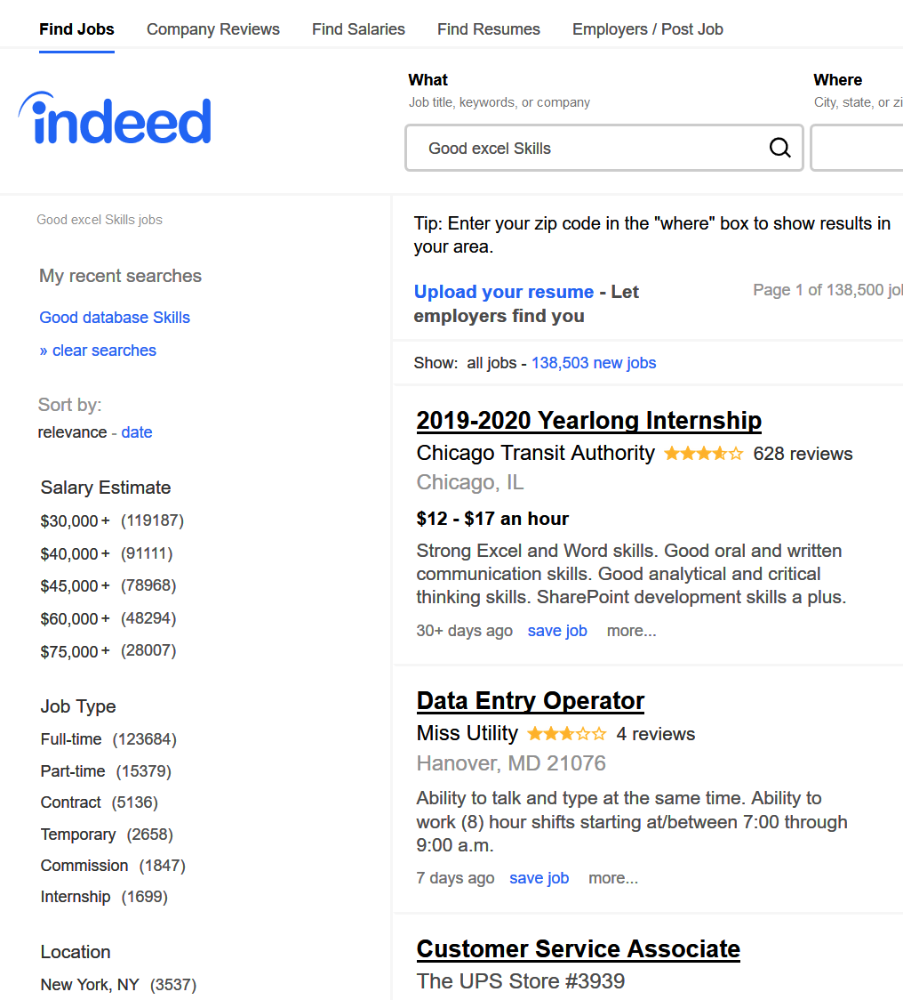 Find Jobs Company Reviews Find Salaries Find Resumes Employers / Post Job
indeed
What
Job title, keywords, or company
Good excel Skills
Where
City, state, or
Good excel Skills jobs
My recent searches
Good database Skills
» clear searches
Sort by:
relevance - date
Salary Estimate
$30,000+ (119187)
$40,000+ (91111)
$45,000+ (78968)
$60,000+ (48294)
$75,000+ (28007)
Job Type
Full-time (123684)
Part-time (15379)
Contract (5136)
Temporary (2658)
Commission (1847)
Internship (1699)
Location
New York, NY (3537)
Tip: Enter your zip code in the "where" box to show results in
your area.
Upload your resume - Let
employers find you
Page 1 of 138,500
Show: all jobs - 138,503 new jobs
2019-2020 Yearlong Internship
Chicago Transit Authority 628 reviews
Chicago, IL
$12 - $17 an hour
Strong Excel and Word skills. Good oral and written
communication skills. Good analytical and critical
thinking skills. SharePoint development skills a plus.
30+ days ago save job more...
Data Entry Operator
Miss Utility 4 reviews
Hanover, MD 21076
Ability to talk and type at the same time. Ability to
work (8) hour shifts starting at/between 7:00 through
9:00 a.m.
7 days ago save job more...
Customer Service Associate
The UPS Store #3939